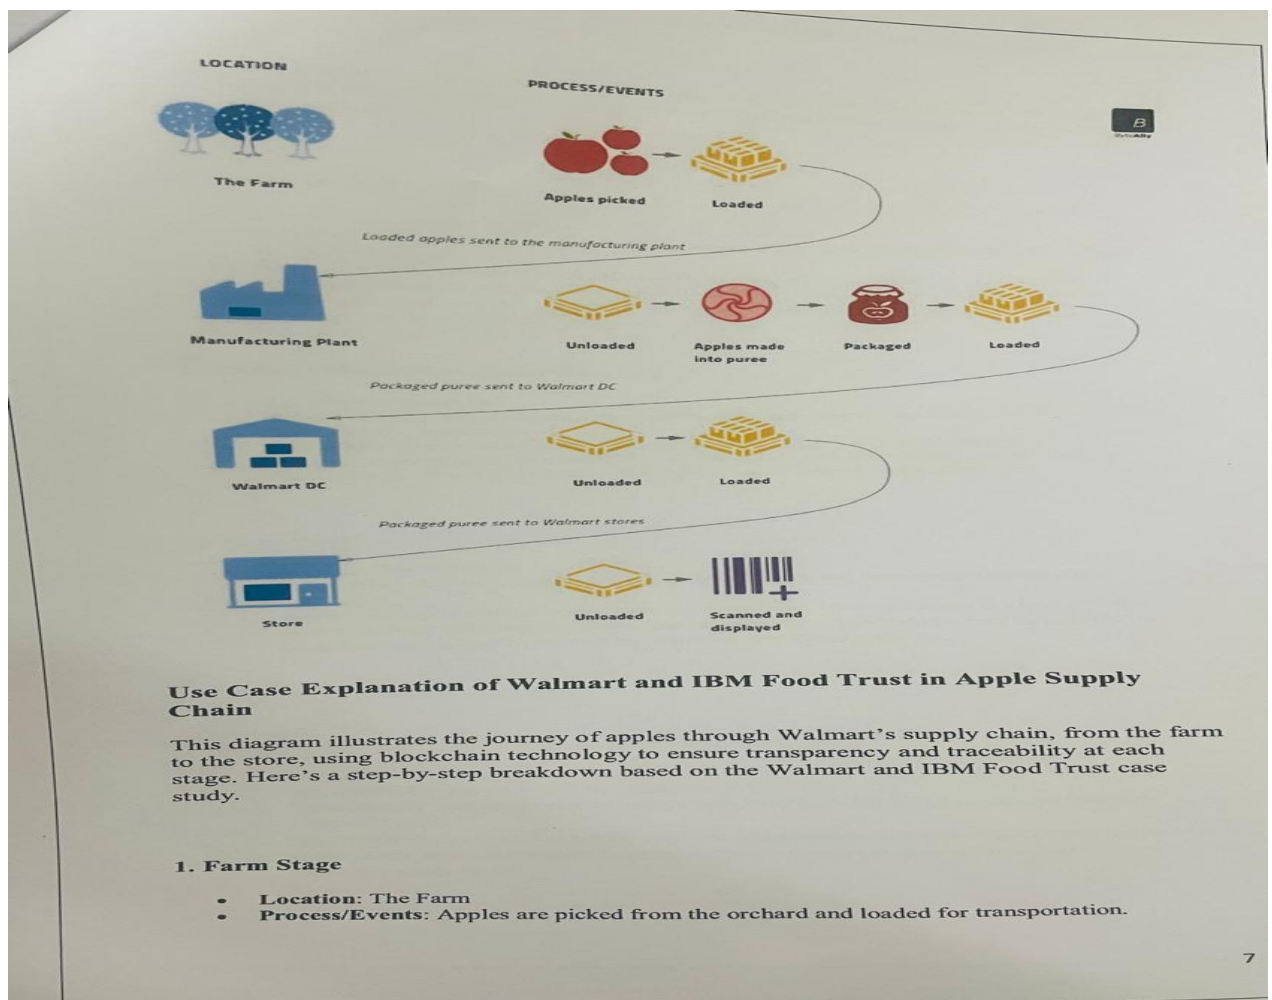 LOCATION
PROCESS/EVENTS
B
The Farm
Apples picked
Loaded
Loaded apples sent to the manufacturing plant
Manufacturing Plant
Unloaded
Apples made
into puree
Packaged
Loaded
Packaged puree sent to Walmart DC
Walmart DC
Unloaded
Loaded
Packaged puree sent to Walmart stores
Store
Unloaded
Scanned and
displayed
Use Case Explanation of Walmart and IBM Food Trust in Apple Supply
Chain
This diagram illustrates the journey of apples through Walmart's supply chain, from the farm
to the store, using blockchain technology to ensure transparency and traceability at each
stage. Here's a step-by-step breakdown based on the Walmart and IBM Food Trust case
study.
1. Farm Stage
• Location: The Farm
• Process/Events: Apples are picked from the orchard and loaded for transportation.
7